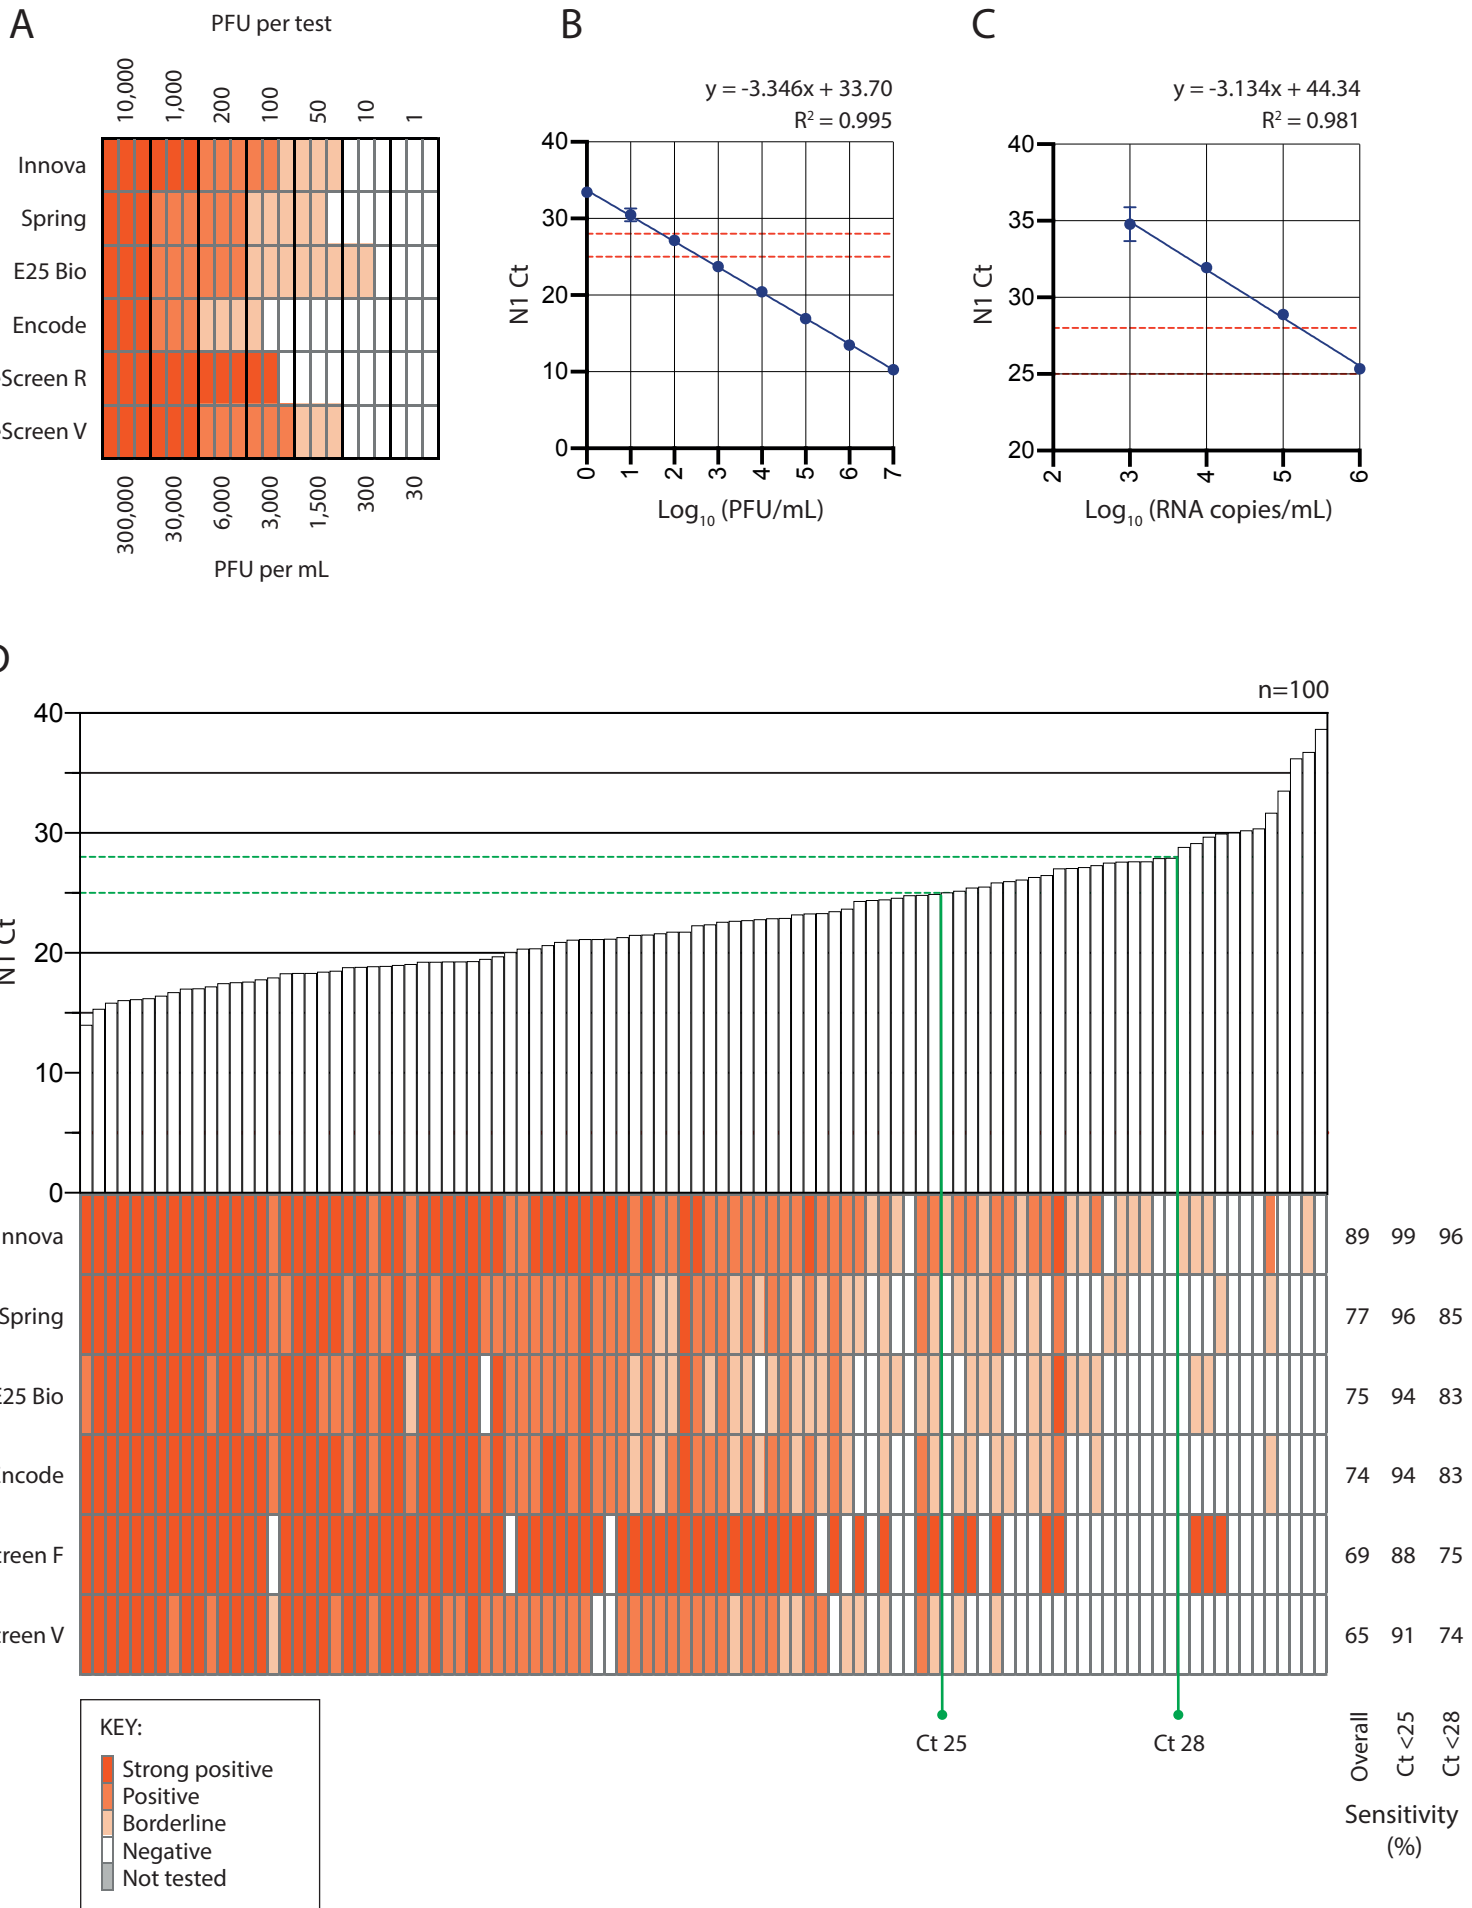 A
PFU per test
10,000
1,000
200
100
50
10
1
Innova
Spring
E25 Bio
Encode
Screen R
Screen V
300,000
30,000
6,000
3,000
1,500
300
30
PFU per mL
B
y = -3.346x + 33.70
R² = 0.995
40
30
20
10
0
N1 Ct
0
1
2
3
4
5
6
7
Log₁₀ (PFU/mL)
C
y = -3.134x + 44.34
R² = 0.981
40
35
30
25
20
N1 Ct
2
3
4
5
6
Log₁₀ (RNA copies/mL)
D
n=100
40
30
20
10
0
N1 Ct
nnova 89 99 96
Spring 77 96 85
E25 Bio 75 94 83
Encode 74 94 83
creen F 69 88 75
creen V 65 91 74
Ct 25
Ct 28
Overall
Ct <25
Ct <28
Sensitivity
(%)
KEY:
Strong positive
Positive
Borderline
Negative
Not tested